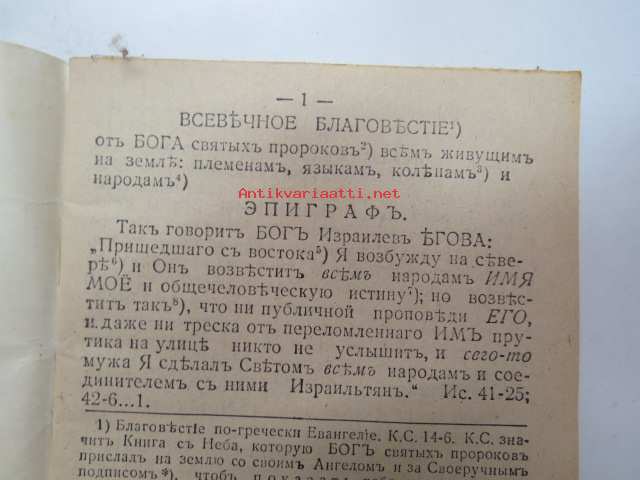 — 1 —
ВСЕВѢЧНОЕ БЛАГОВѢСТІЕ¹)
отъ БОГА святыхъ пророковъ²) всѣмъ живущимъ
на землѣ: племенамъ, языкамъ, колѣнамъ³) и
народамъ⁴)
Antikvariaatti.net
ЭПИГРАФЪ.
Такъ говоритъ БОГЪ Израилевъ ѢГОВА:
„Пришедшаго съ востока⁵) Я возбужду на сѣве-
рѣ⁶) и Онъ возвѣститъ всѣмъ народамъ ИМЯ
МОЁ и общечеловѣческую истину⁷); но возвѣс-
титъ такъ⁸), что ни публичной проповѣди ЕГО,
и даже ни треска отъ переломленнаго ИМЪ пру-
тика на улицѣ никто не услышитъ, и сего-то
мужа Я сдѣлалъ Свѣтомъ всѣмъ народамъ и сое-
динителемъ съ ними Израильтянъ.“ Ис. 41-25;
42-6...1.
1) Благовѣстіе по-гречески Евангеліе. К.С. 14-6. К.С. зна-
читъ Книга съ Неба, которую БОГЪ святыхъ пророковъ
прислалъ на землю со своимъ Ангеломъ и за Своеручнымъ
подписомъ*), чтобъ